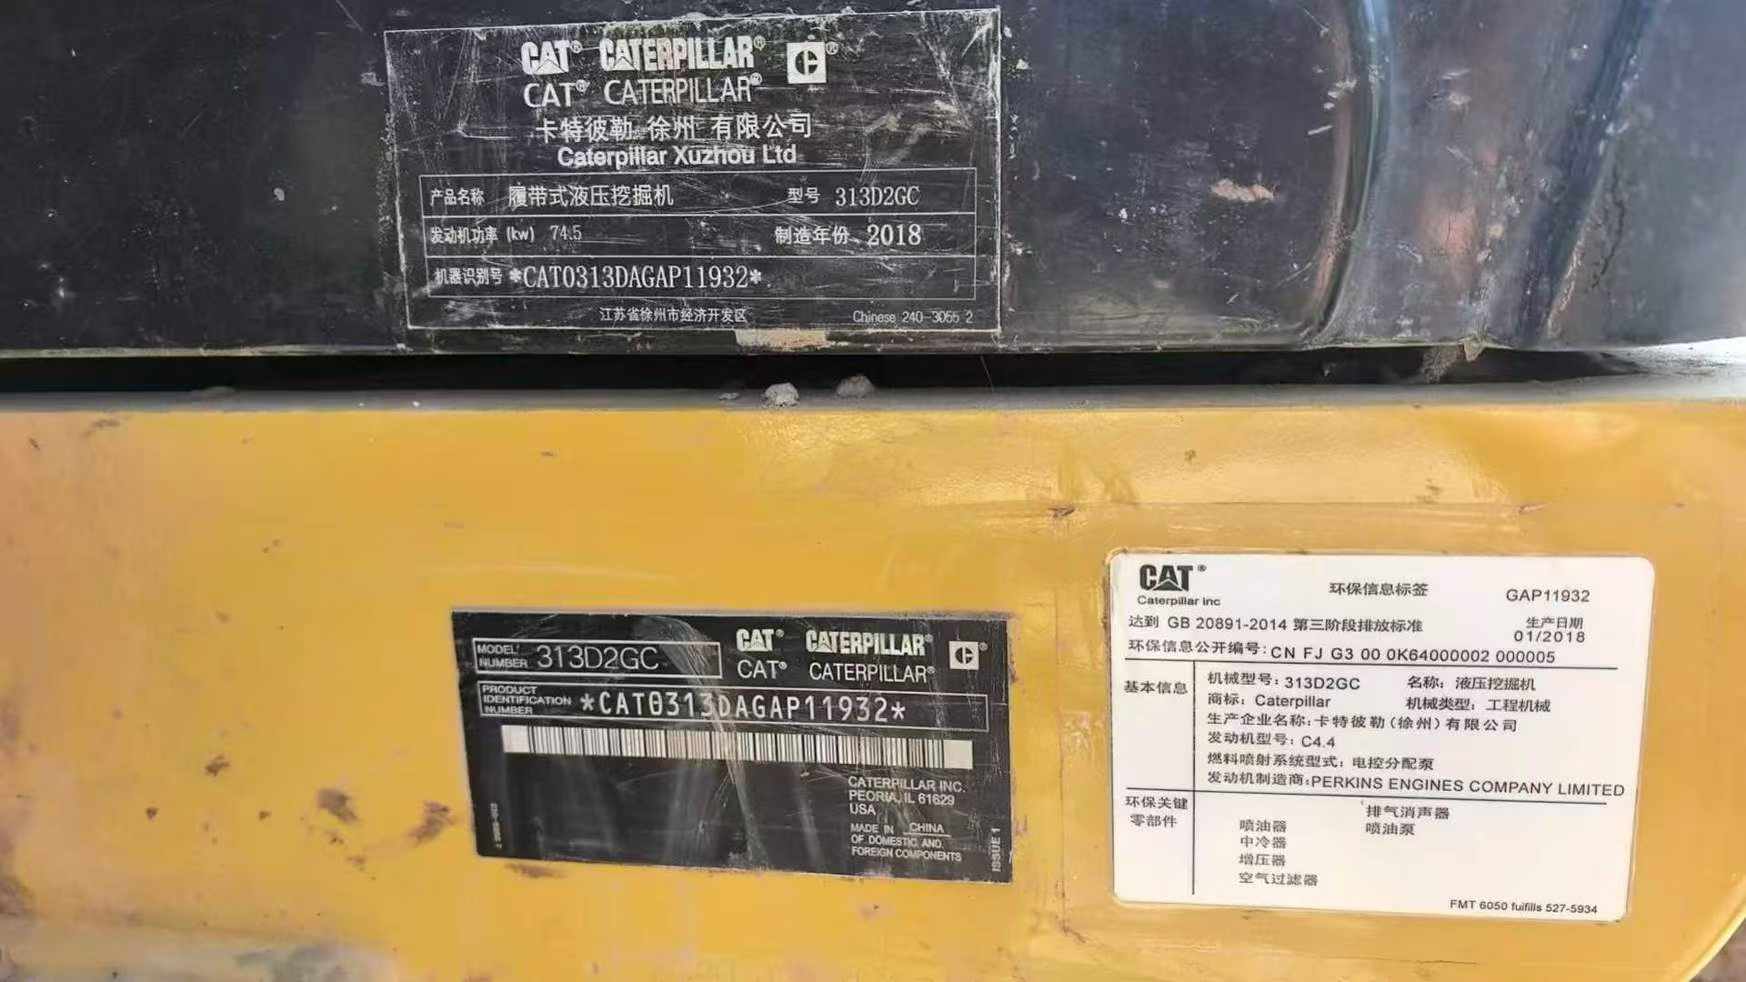 CAT® CATERPILLAR® C®
CAT® CATERPILLAR®
卡特彼勒 徐州 有限公司
Caterpillar Xuzhou Ltd
产品名称 履带式液压挖掘机 型号 313D2GC
发动机功率 (kw) 74.5 制造年份 2018
机器识别号 *CAT0313DAGAP11932*
江苏省徐州市经济开发区 Chinese 240-3055 2
CAT® CATERPILLAR® C®
CAT® CATERPILLAR®
MODEL NUMBER 313D2GC
PRODUCT IDENTIFICATION NUMBER *CAT0313DAGAP11932*
CATERPILLAR INC.
PEORIA, IL 61629
USA
MADE IN CHINA
OF DOMESTIC AND
FOREIGN COMPONENTS
ISSUE 1
CAT®
Caterpillar Inc
环保信息标签 GAP11932
达到 GB 20891-2014 第三阶段排放标准 生产日期
01/2018
环保信息公开编号: CN FJ G3 00 0K64000002 000005
基本信息 机械型号: 313D2GC 名称: 液压挖掘机
商标: Caterpillar 机械类型: 工程机械
生产企业名称: 卡特彼勒 (徐州) 有限公司
发动机型号: C4.4
燃料喷射系统型式: 电控分配泵
发动机制造商: PERKINS ENGINES COMPANY LIMITED
环保关键
零部件
排气消声器
喷油器 喷油泵
中冷器
增压器
空气过滤器
FMT 6050 fulfills 527-5934